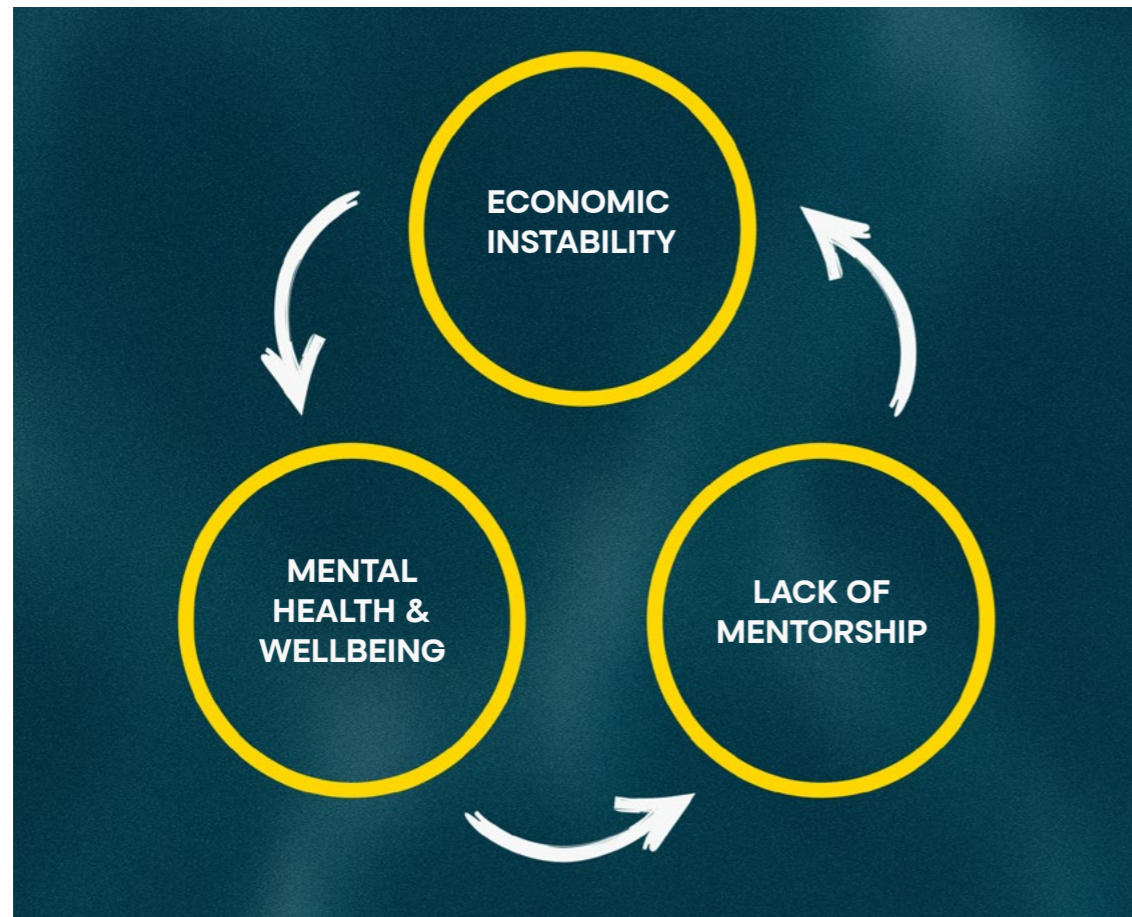 ECONOMIC
INSTABILITY
MENTAL
HEALTH &
WELLBEING
LACK OF
MENTORSHIP